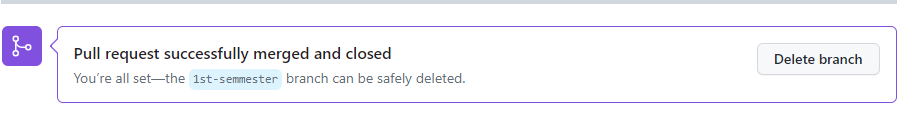 Pull request successfully merged and closed
You're all set—the 1st-semmester branch can be safely deleted.
Delete branch